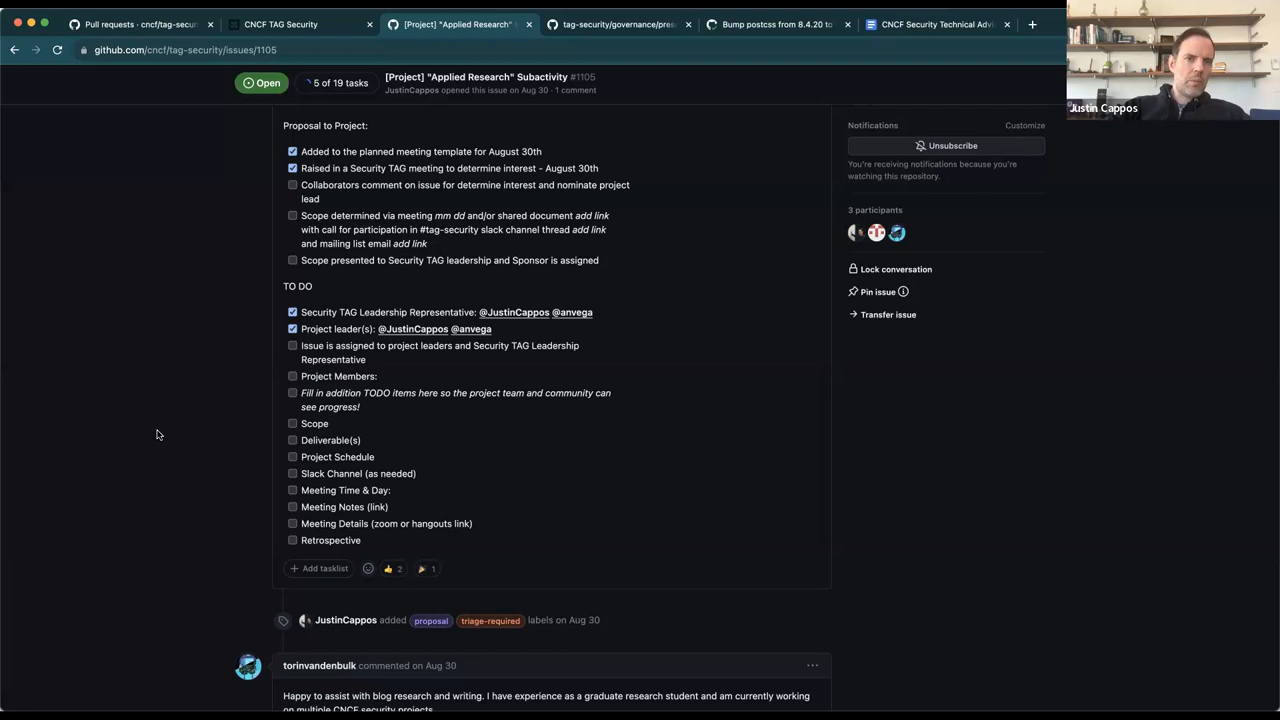 Pull requests · cncf/tag-secur
CNCF TAG Security
[Project] "Applied Research"
tag-security/governance/pres
Bump postcss from 8.4.20 to
CNCF Security Technical Advi
github.com/cncf/tag-security/issues/1105
Justin Cappos
Open
5 of 19 tasks
[Project] "Applied Research" Subactivity #1105
JustinCappos opened this issue on Aug 30 · 1 comment
Proposal to Project:
Added to the planned meeting template for August 30th
Raised in a Security TAG meeting to determine interest - August 30th
Collaborators comment on issue for determine interest and nominate project
lead
Scope determined via meeting mm dd and/or shared document add link
with call for participation in #tag-security slack channel thread add link
and mailing list email add link
Scope presented to Security TAG leadership and Sponsor is assigned
TO DO
Security TAG Leadership Representative: @JustinCappos @anvega
Project leader(s): @JustinCappos @anvega
Issue is assigned to project leaders and Security TAG Leadership
Representative
Project Members:
Fill in addition TODO items here so the project team and community can
see progress!
Scope
Deliverable(s)
Project Schedule
Slack Channel (as needed)
Meeting Time & Day:
Meeting Notes (link)
Meeting Details (zoom or hangouts link)
Retrospective
Add tasklist
2
1
JustinCappos added proposal triage-required labels on Aug 30
torinvandenbulk commented on Aug 30
Happy to assist with blog research and writing. I have experience as a graduate research student and am currently working
on multiple CNCF security projects.
Notifications
Customize
Unsubscribe
You're receiving notifications because you're
watching this repository.
3 participants
Lock conversation
Pin issue
Transfer issue